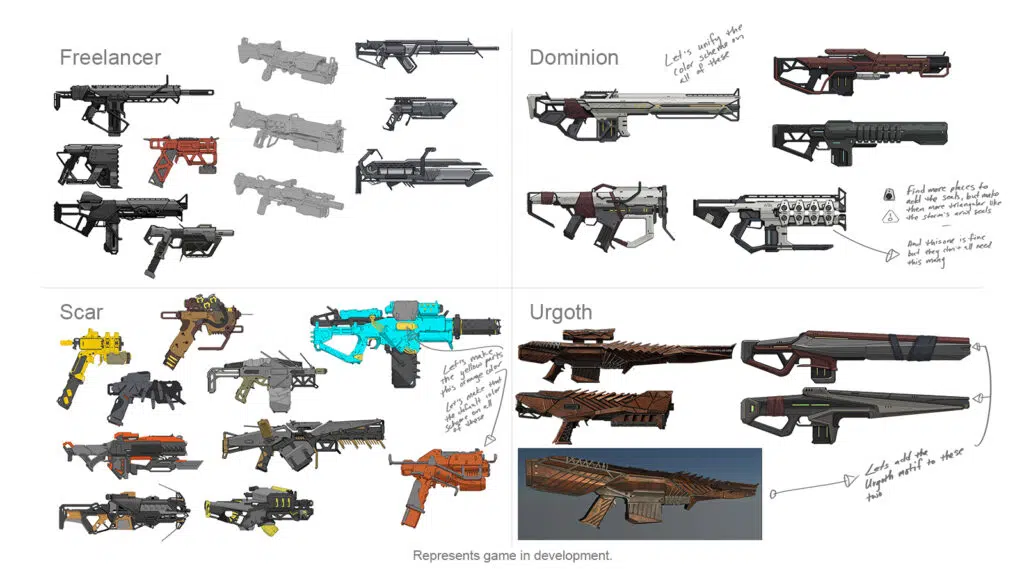 Freelancer
Dominion
Let's unify the
color scheme on
all of these
Find more places to
add the seals, but make
them more triangular like
the storm's arid seals
And this one is fine
but they don't all need
this many
Scar
Let's make
the yellow parts
this orange color
Let's make that
the default color
scheme on all
of these
Urgoth
Lets add the
Urgoth motif to these
two
Represents game in development.